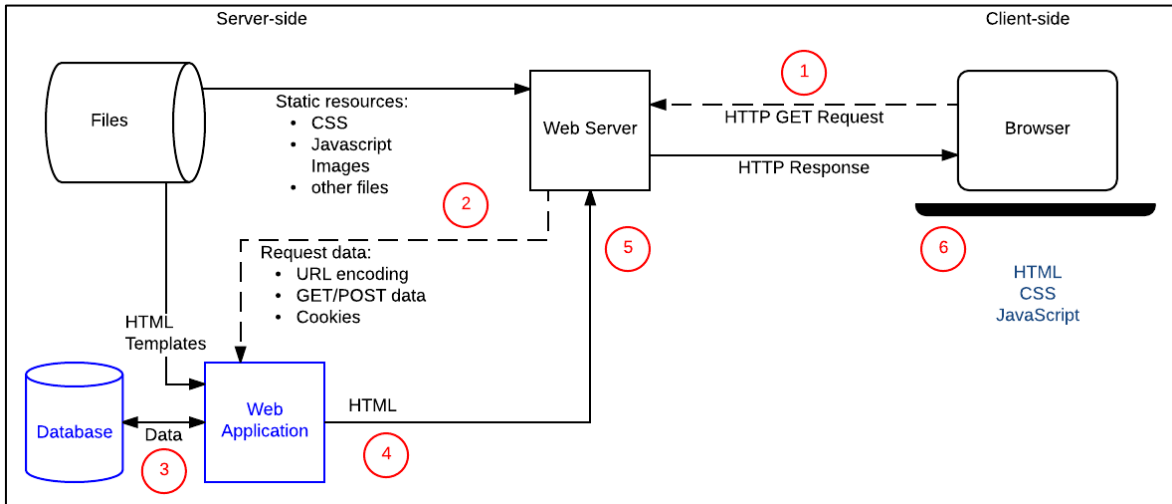 Server-side
Client-side
Files
Static resources:
• CSS
• Javascript
Images
• other files
Web Server
1
HTTP GET Request
HTTP Response
Browser
2
Request data:
• URL encoding
• GET/POST data
• Cookies
5
6
HTML
CSS
JavaScript
HTML
Templates
Database
Data
3
Web
Application
HTML
4